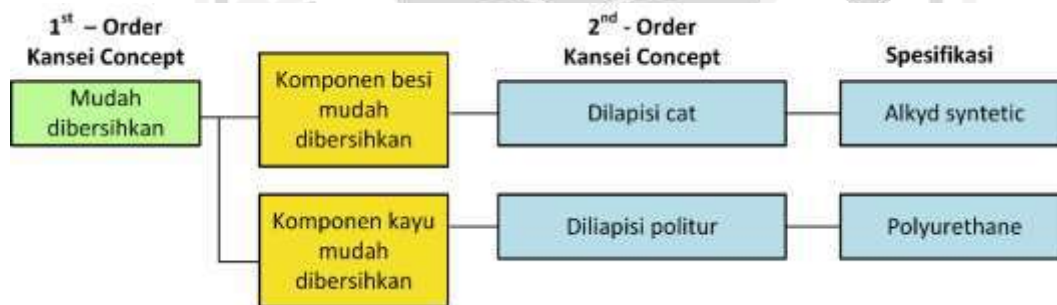 1st – Order
Kansei Concept
2nd - Order
Kansei Concept
Spesifikasi
Mudah
dibersihkan
Komponen besi
mudah
dibersihkan
Dilapisi cat
Alkyd syntetic
Komponen kayu
mudah
dibersihkan
Diliapisi politur
Polyurethane